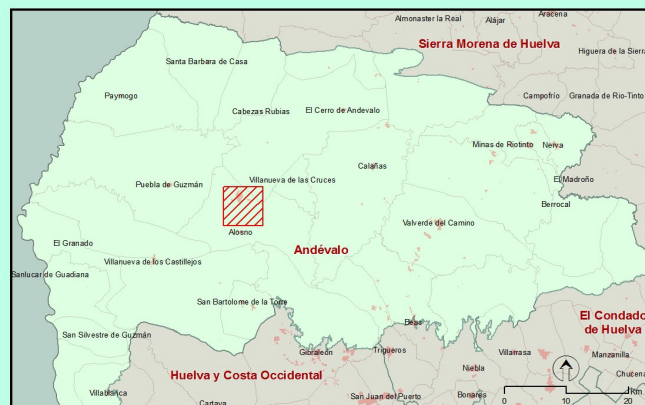 Almonaster la Real
Alájar
Aracena
Sierra Morena de Huelva
Higuera de la Sierra
Santa Barbara de Casa
Paymogo
Campofrío
Granada de Rio-Tinto
Cabezas Rubias
El Cerro de Andevalo
Minas de Riotinto
Nerva
Calañas
Villanueva de las Cruces
Puebla de Guzmán
El Madroño
Berrocal
Alosno
Valverde del Camino
El Granado
Andévalo
Villanueva de los Castillejos
Sanlucar de Guadiana
San Bartolome de la Torre
El Condado
de Huelva
Beas
San Silvestre de Guzmán
Gibraleón
Trigueros
Villarrasa
Manzanilla
Niebla
Chucena
Huelva y Costa Occidental
Villablanca
San Juan del Puerto
Bonares
Km
Cartaya
0 10 20